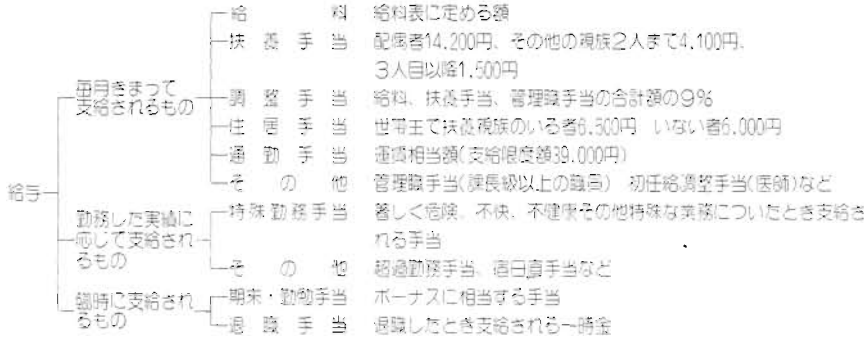 給料　給料表に定める額
扶養手当　配偶者14,200円、その他の親族2人まで4,100円、
3人目以降1,500円
毎月きまって
支給されるもの
調整手当　給料、扶養手当、管理職手当の合計額の9%
住居手当　世帯主で扶養親族のいる者6,500円　いない者6,000円
通勤手当　運賃相当額(支給限度額39,000円)
その他　管理職手当(課長級以上の職員)　初任給調整手当(医師)など
給与
勤務した実績に
応じて支給され
るもの
特殊勤務手当　著しく危険、不快、不健康その他特殊な業務についたとき支給さ
れる手当
その他　超過勤務手当、宿日直手当など
臨時に支給され
るもの
期末・勤勉手当　ボーナスに相当する手当
退職手当　退職したとき支給される一時金